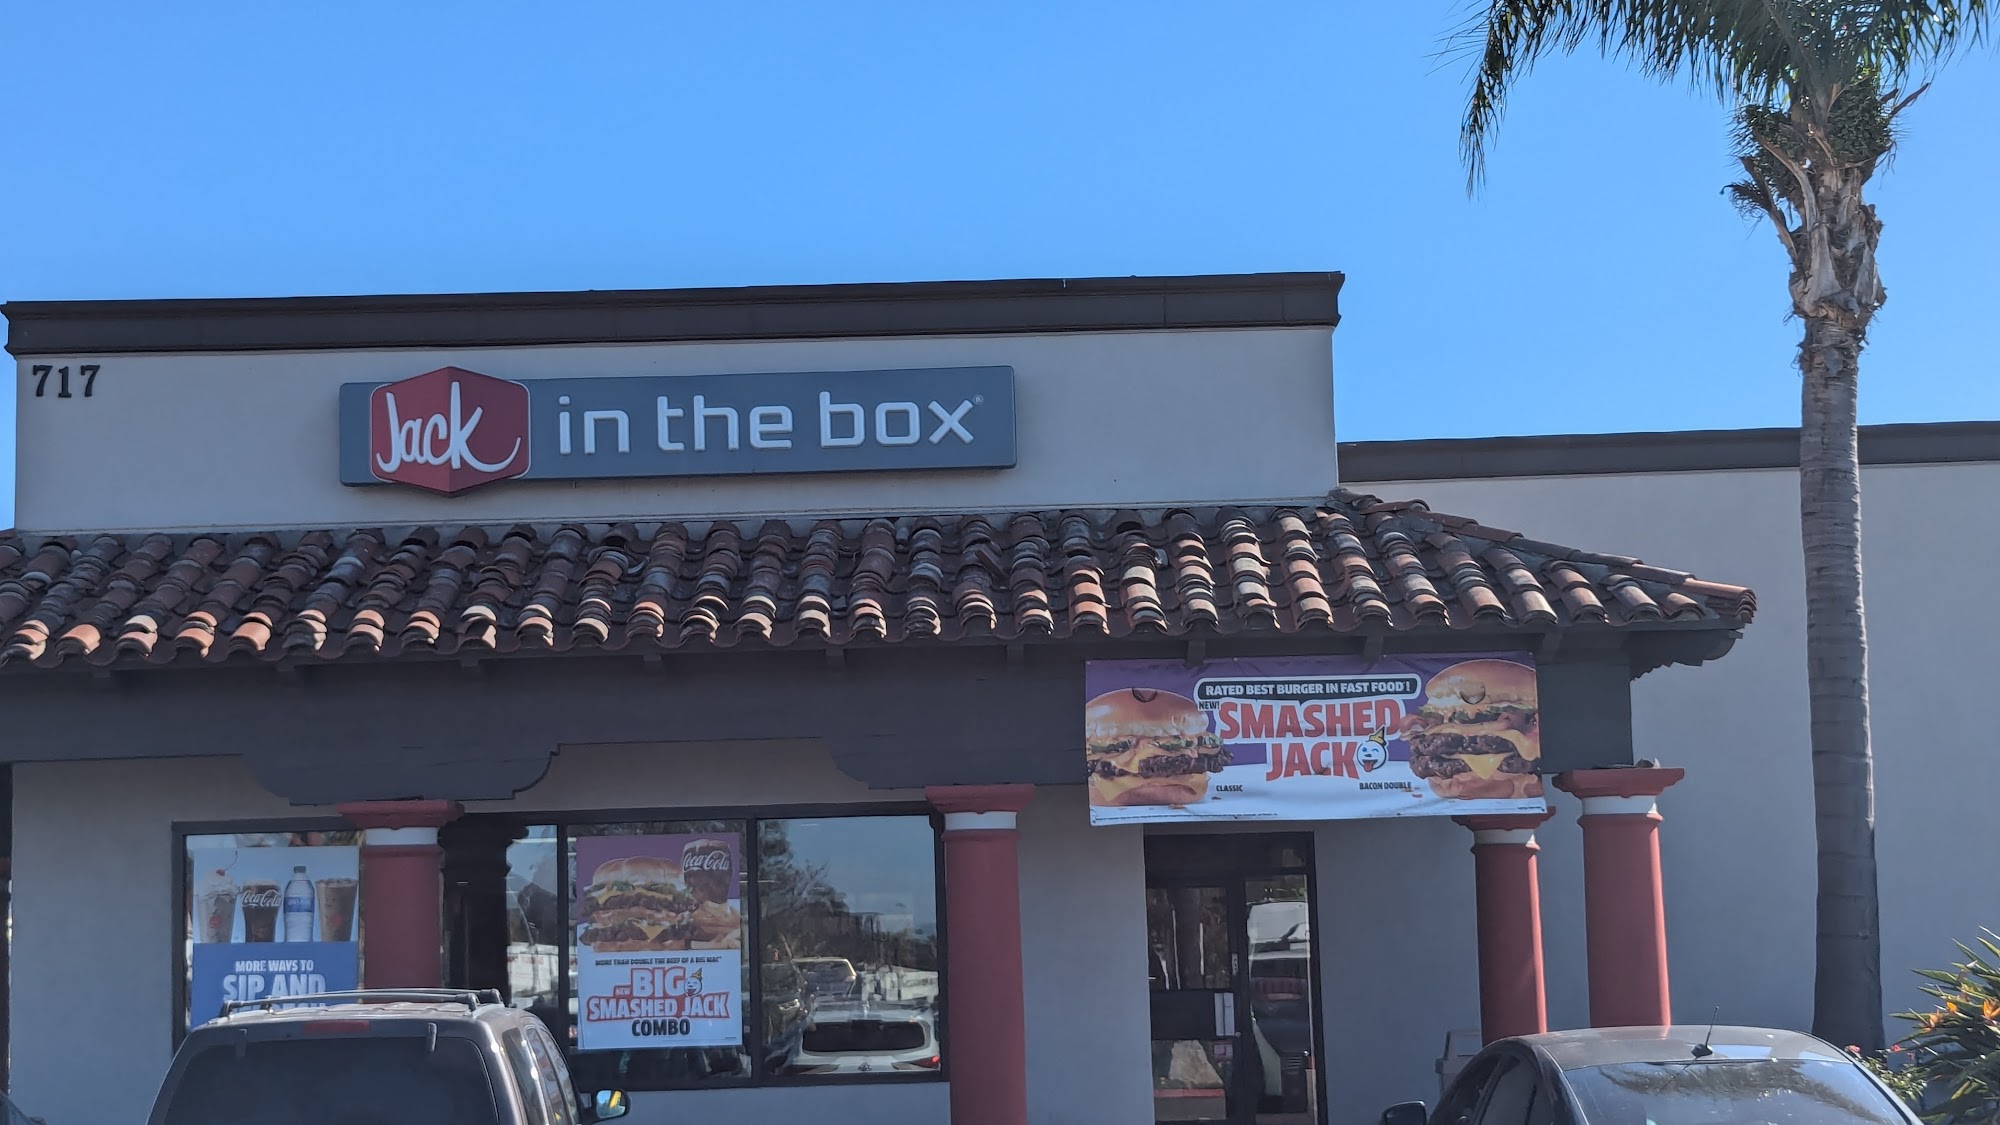 717
Jack in the box®
RATED BEST BURGER IN FAST FOOD!
NEW!
SMASHED
JACK
CLASSIC
BACON DOUBLE
Coca-Cola
Coca-Cola
MORE WAYS TO
SIP AND
MORE THAN DOUBLE THE BEEF OF A BIG MAC
NEW BIG
SMASHED JACK
COMBO